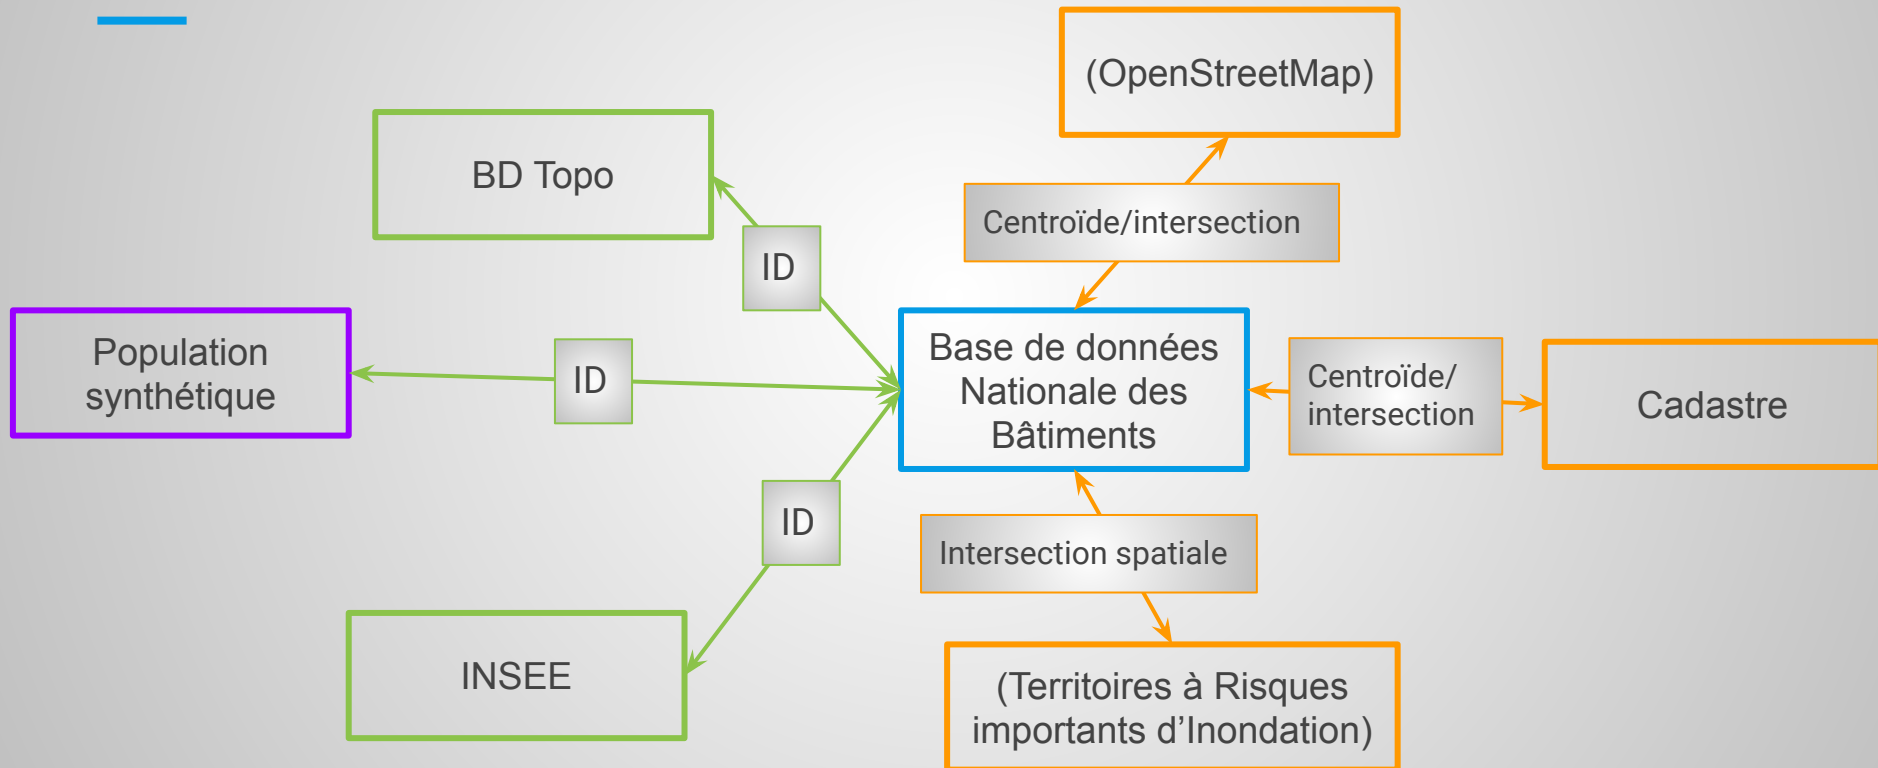 (OpenStreetMap)
BD Topo
Centroïde/intersection
ID
Population
synthétique
ID
Base de données
Nationale des
Bâtiments
Centroïde/
intersection
Cadastre
ID
Intersection spatiale
INSEE
(Territoires à Risques
importants d’Inondation)